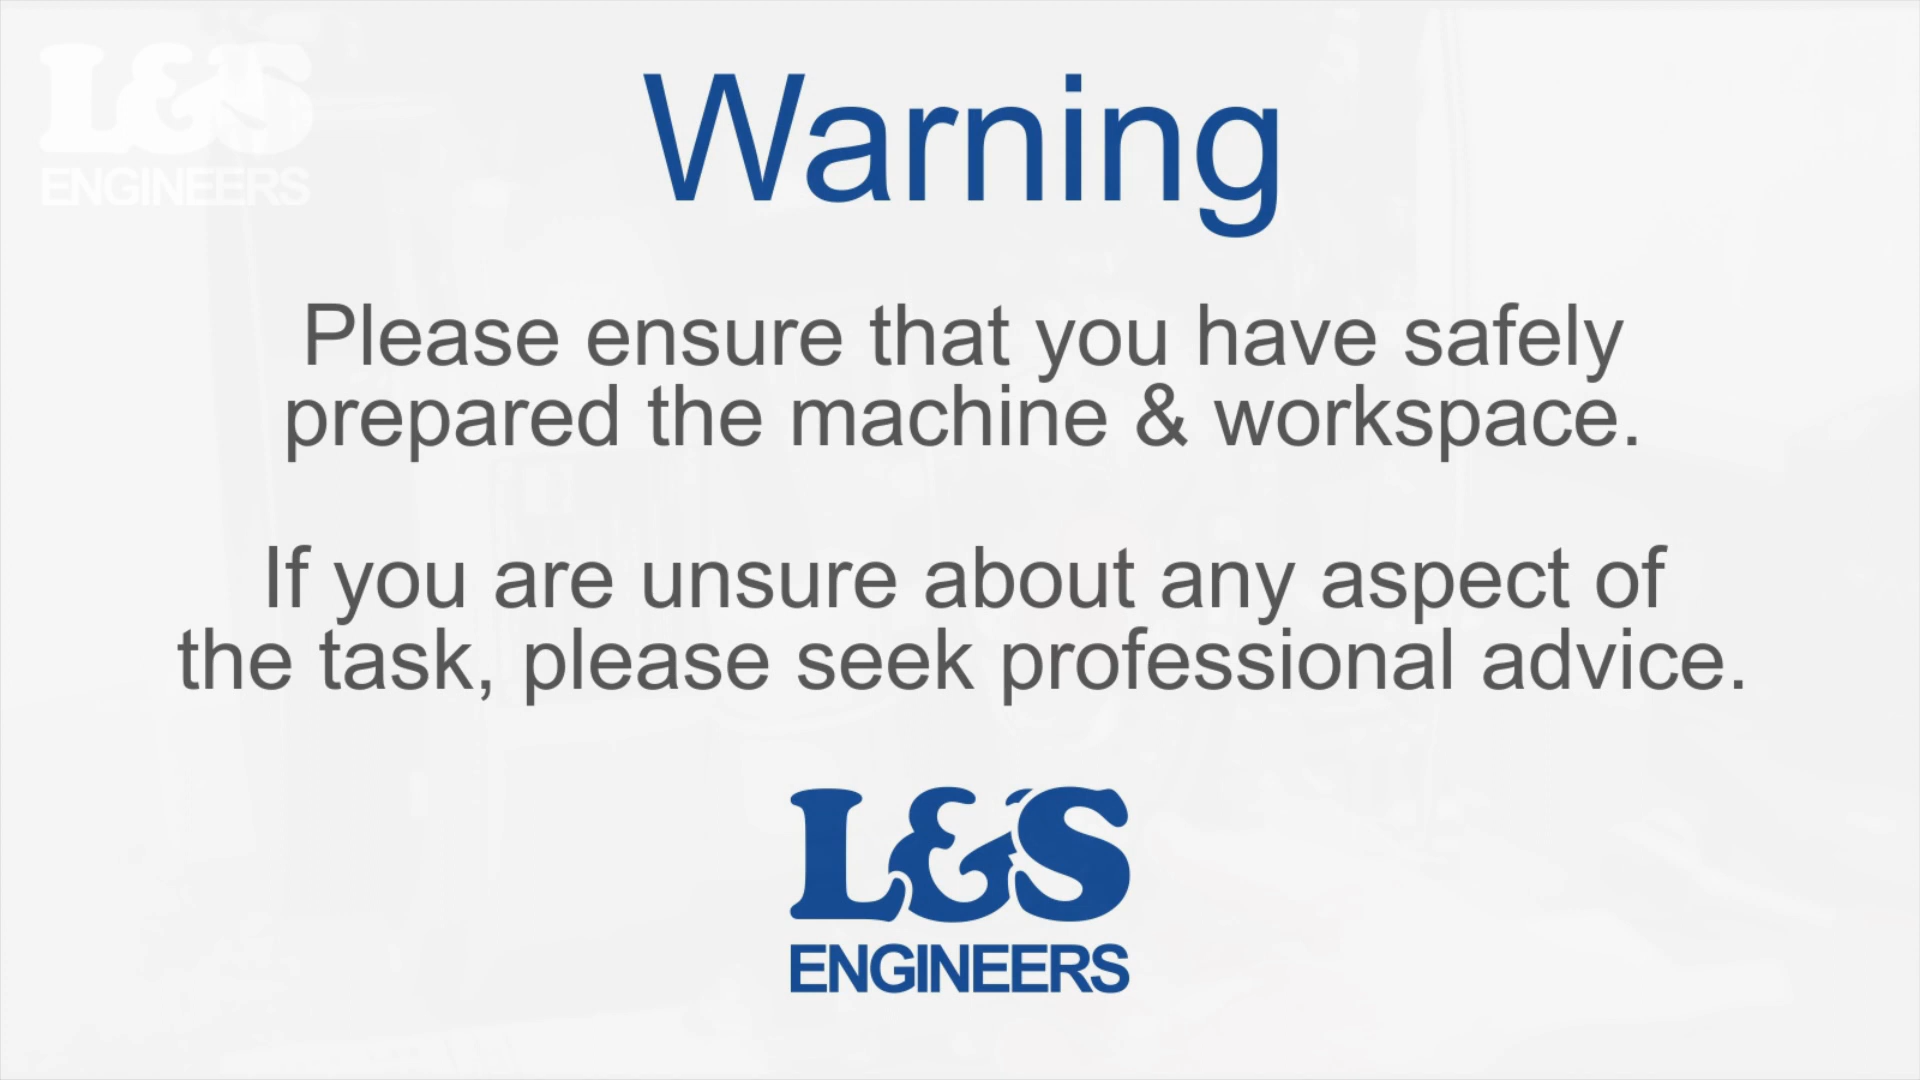 L&S
ENGINEERS
Warning
Please ensure that you have safely
prepared the machine & workspace.
If you are unsure about any aspect of
the task, please seek professional advice.
L&S
ENGINEERS